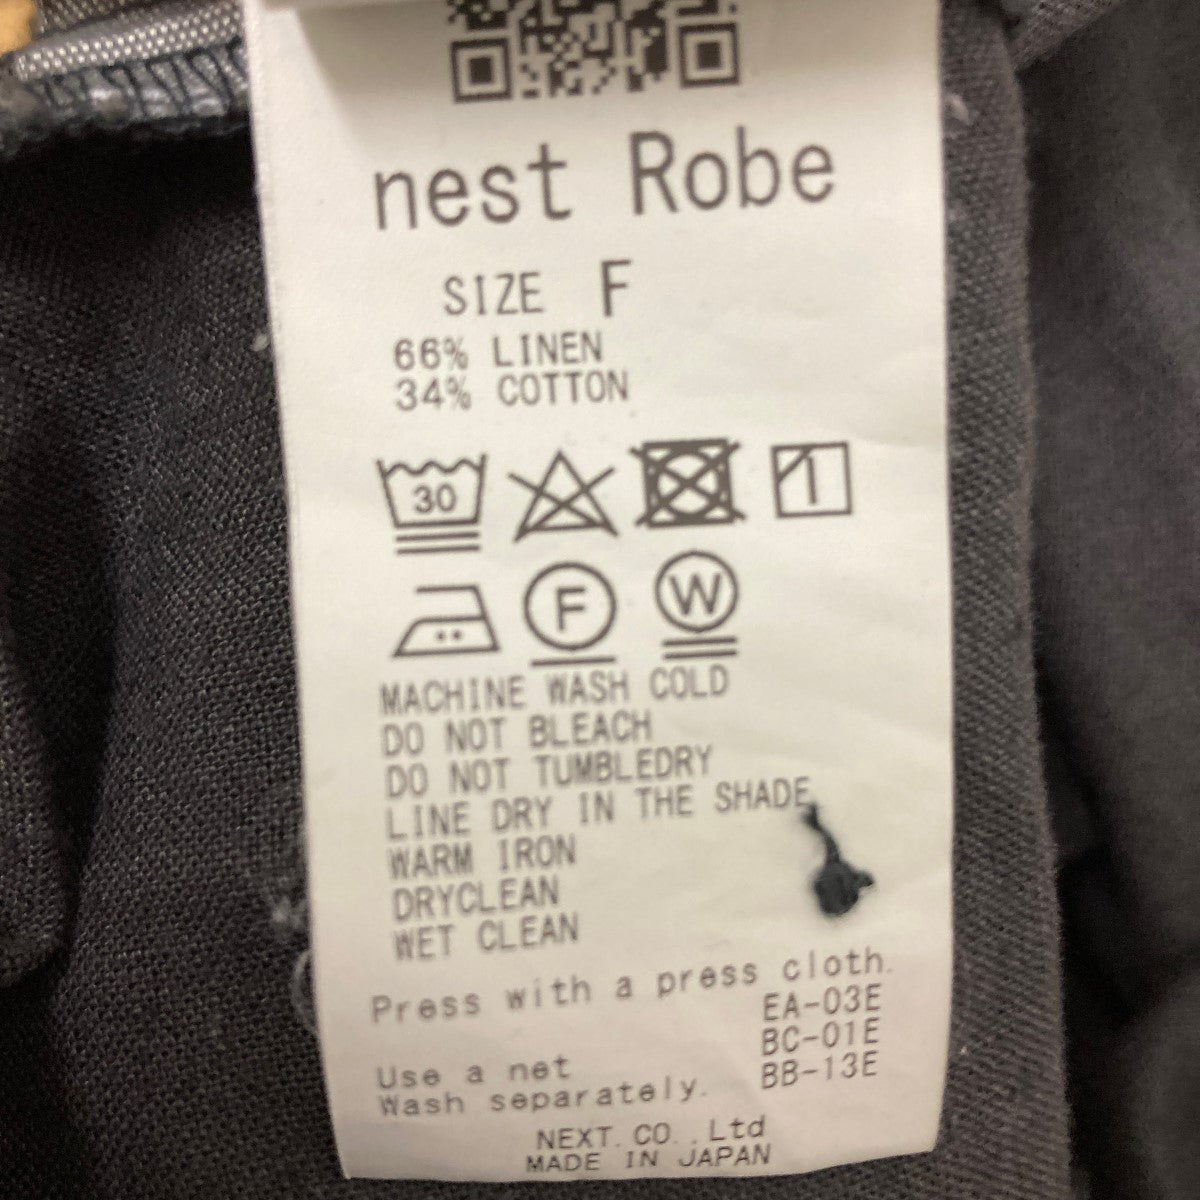 nest Robe
SIZE F
66% LINEN
34% COTTON
30
F W
MACHINE WASH COLD
DO NOT BLEACH
DO NOT TUMBLEDRY
LINE DRY IN THE SHADE
WARM IRON
DRYCLEAN
WET CLEAN
Press with a press cloth.
EA-03E
BC-01E
BB-13E
Use a net
Wash separately.
NEXT. CO.,Ltd
MADE IN JAPAN